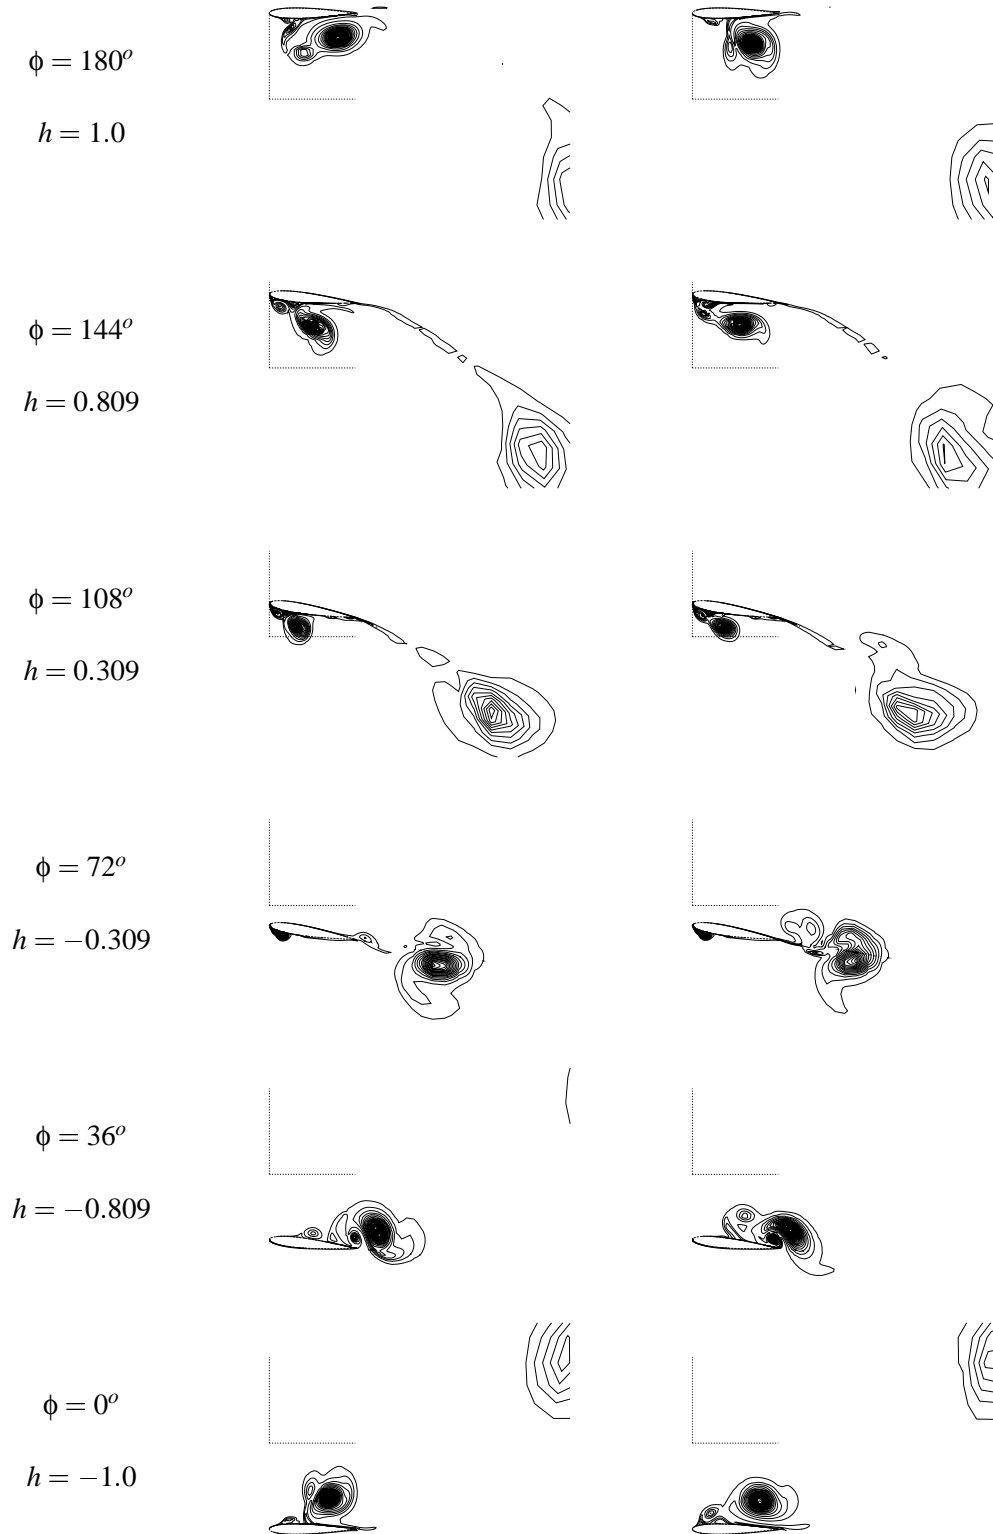 ϕ = 180°
h = 1.0
ϕ = 144°
h = 0.809
ϕ = 108°
h = 0.309
ϕ = 72°
h = −0.309
ϕ = 36°
h = −0.809
ϕ = 0°
h = −1.0